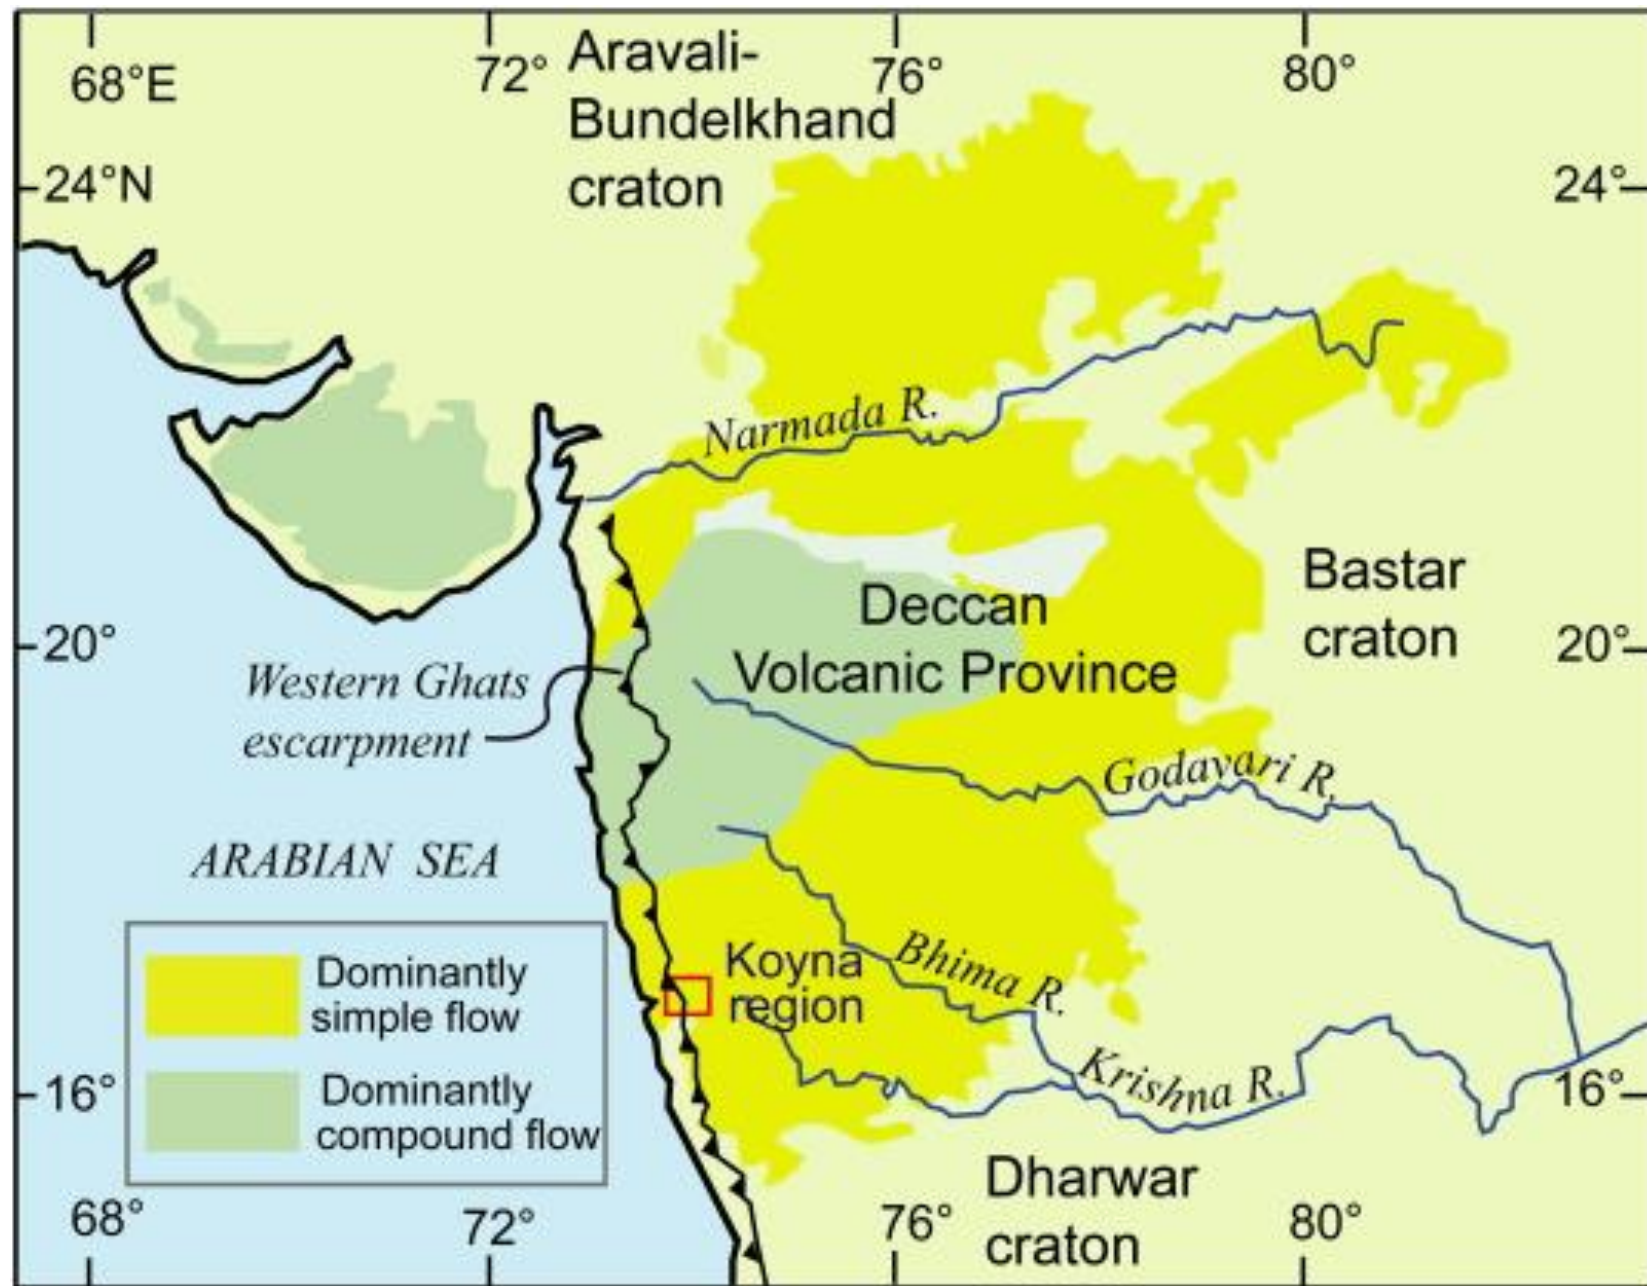 68°E
72°
76°
80°
Aravali-
Bundelkhand
craton
24°N
24°
Narmada R.
Deccan
Volcanic Province
Bastar
craton
20°
20°
Western Ghats
escarpment
Godavari R.
ARABIAN SEA
Koyna
region
Bhima R.
Krishna R.
Dominantly
simple flow
Dominantly
compound flow
16°
16°
Dharwar
craton
68°
72°
76°
80°